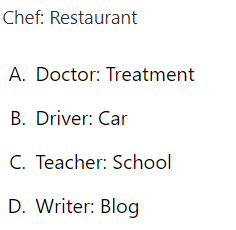 Chef: Restaurant
A. Doctor: Treatment
B. Driver: Car
C. Teacher: School
D. Writer: Blog